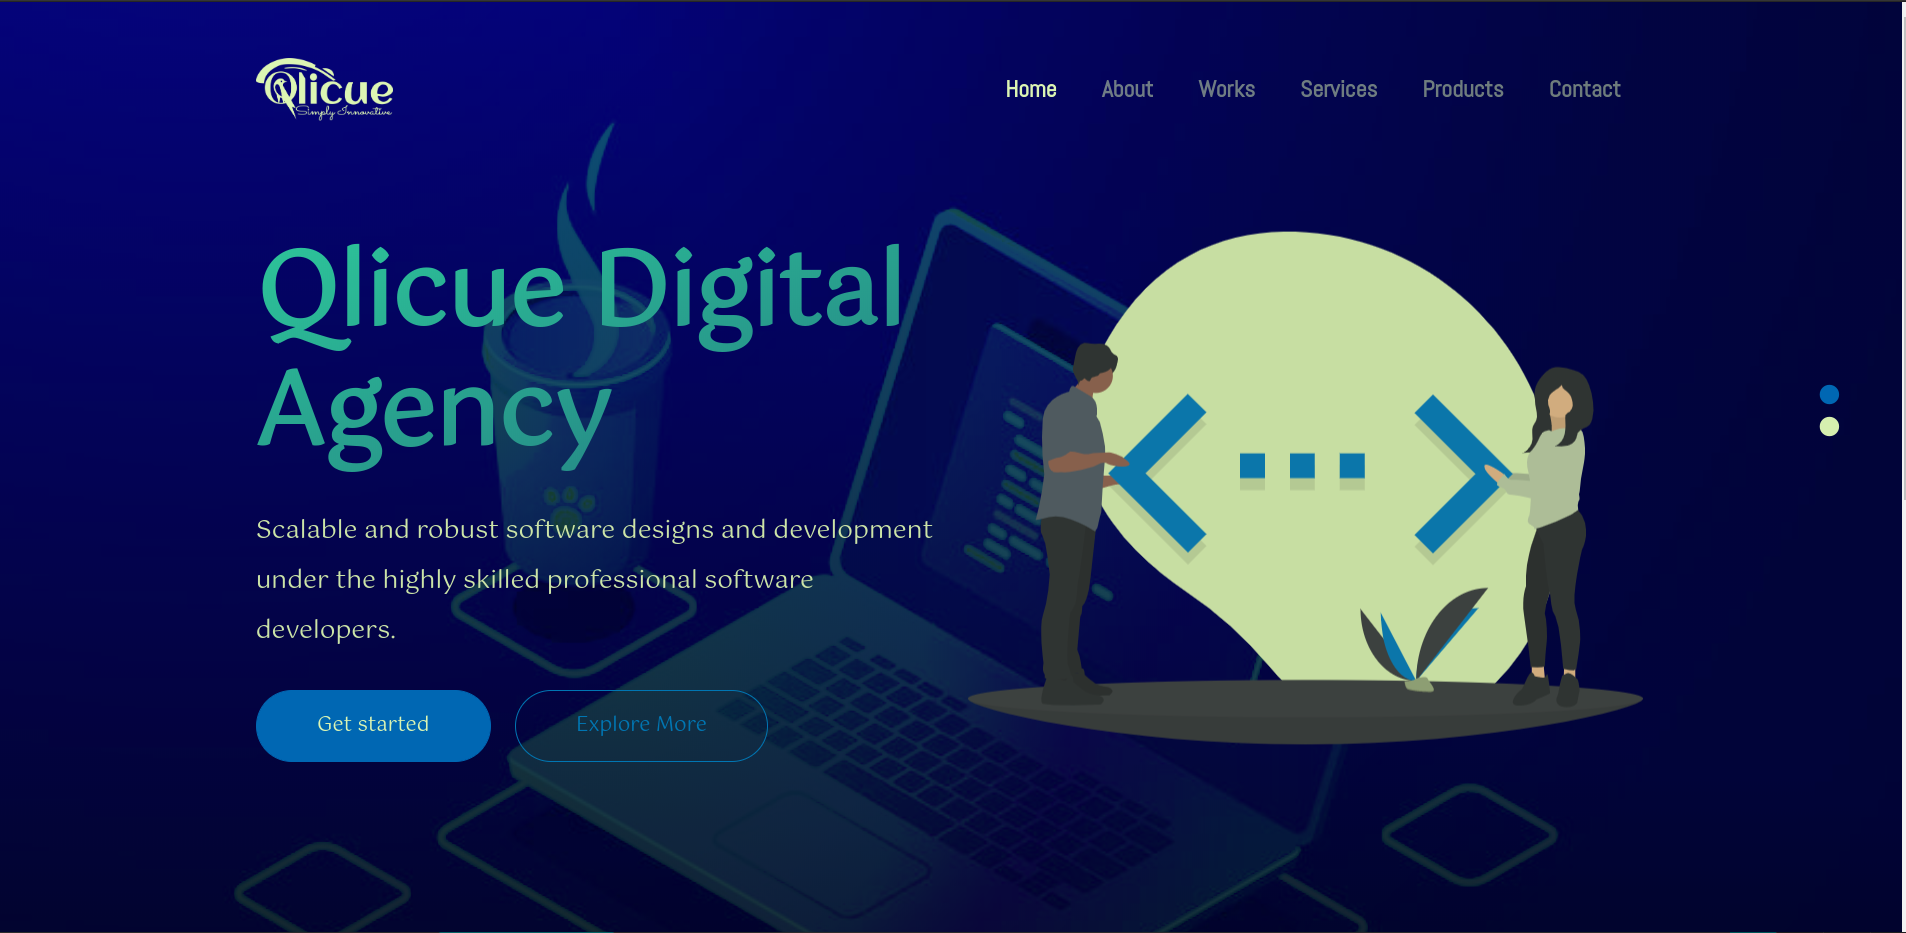 Qlicue
Simply Innovative
Home About Works Services Products Contact
Qlicue Digital
Agency
Scalable and robust software designs and development
under the highly skilled professional software
developers.
Get started Explore More